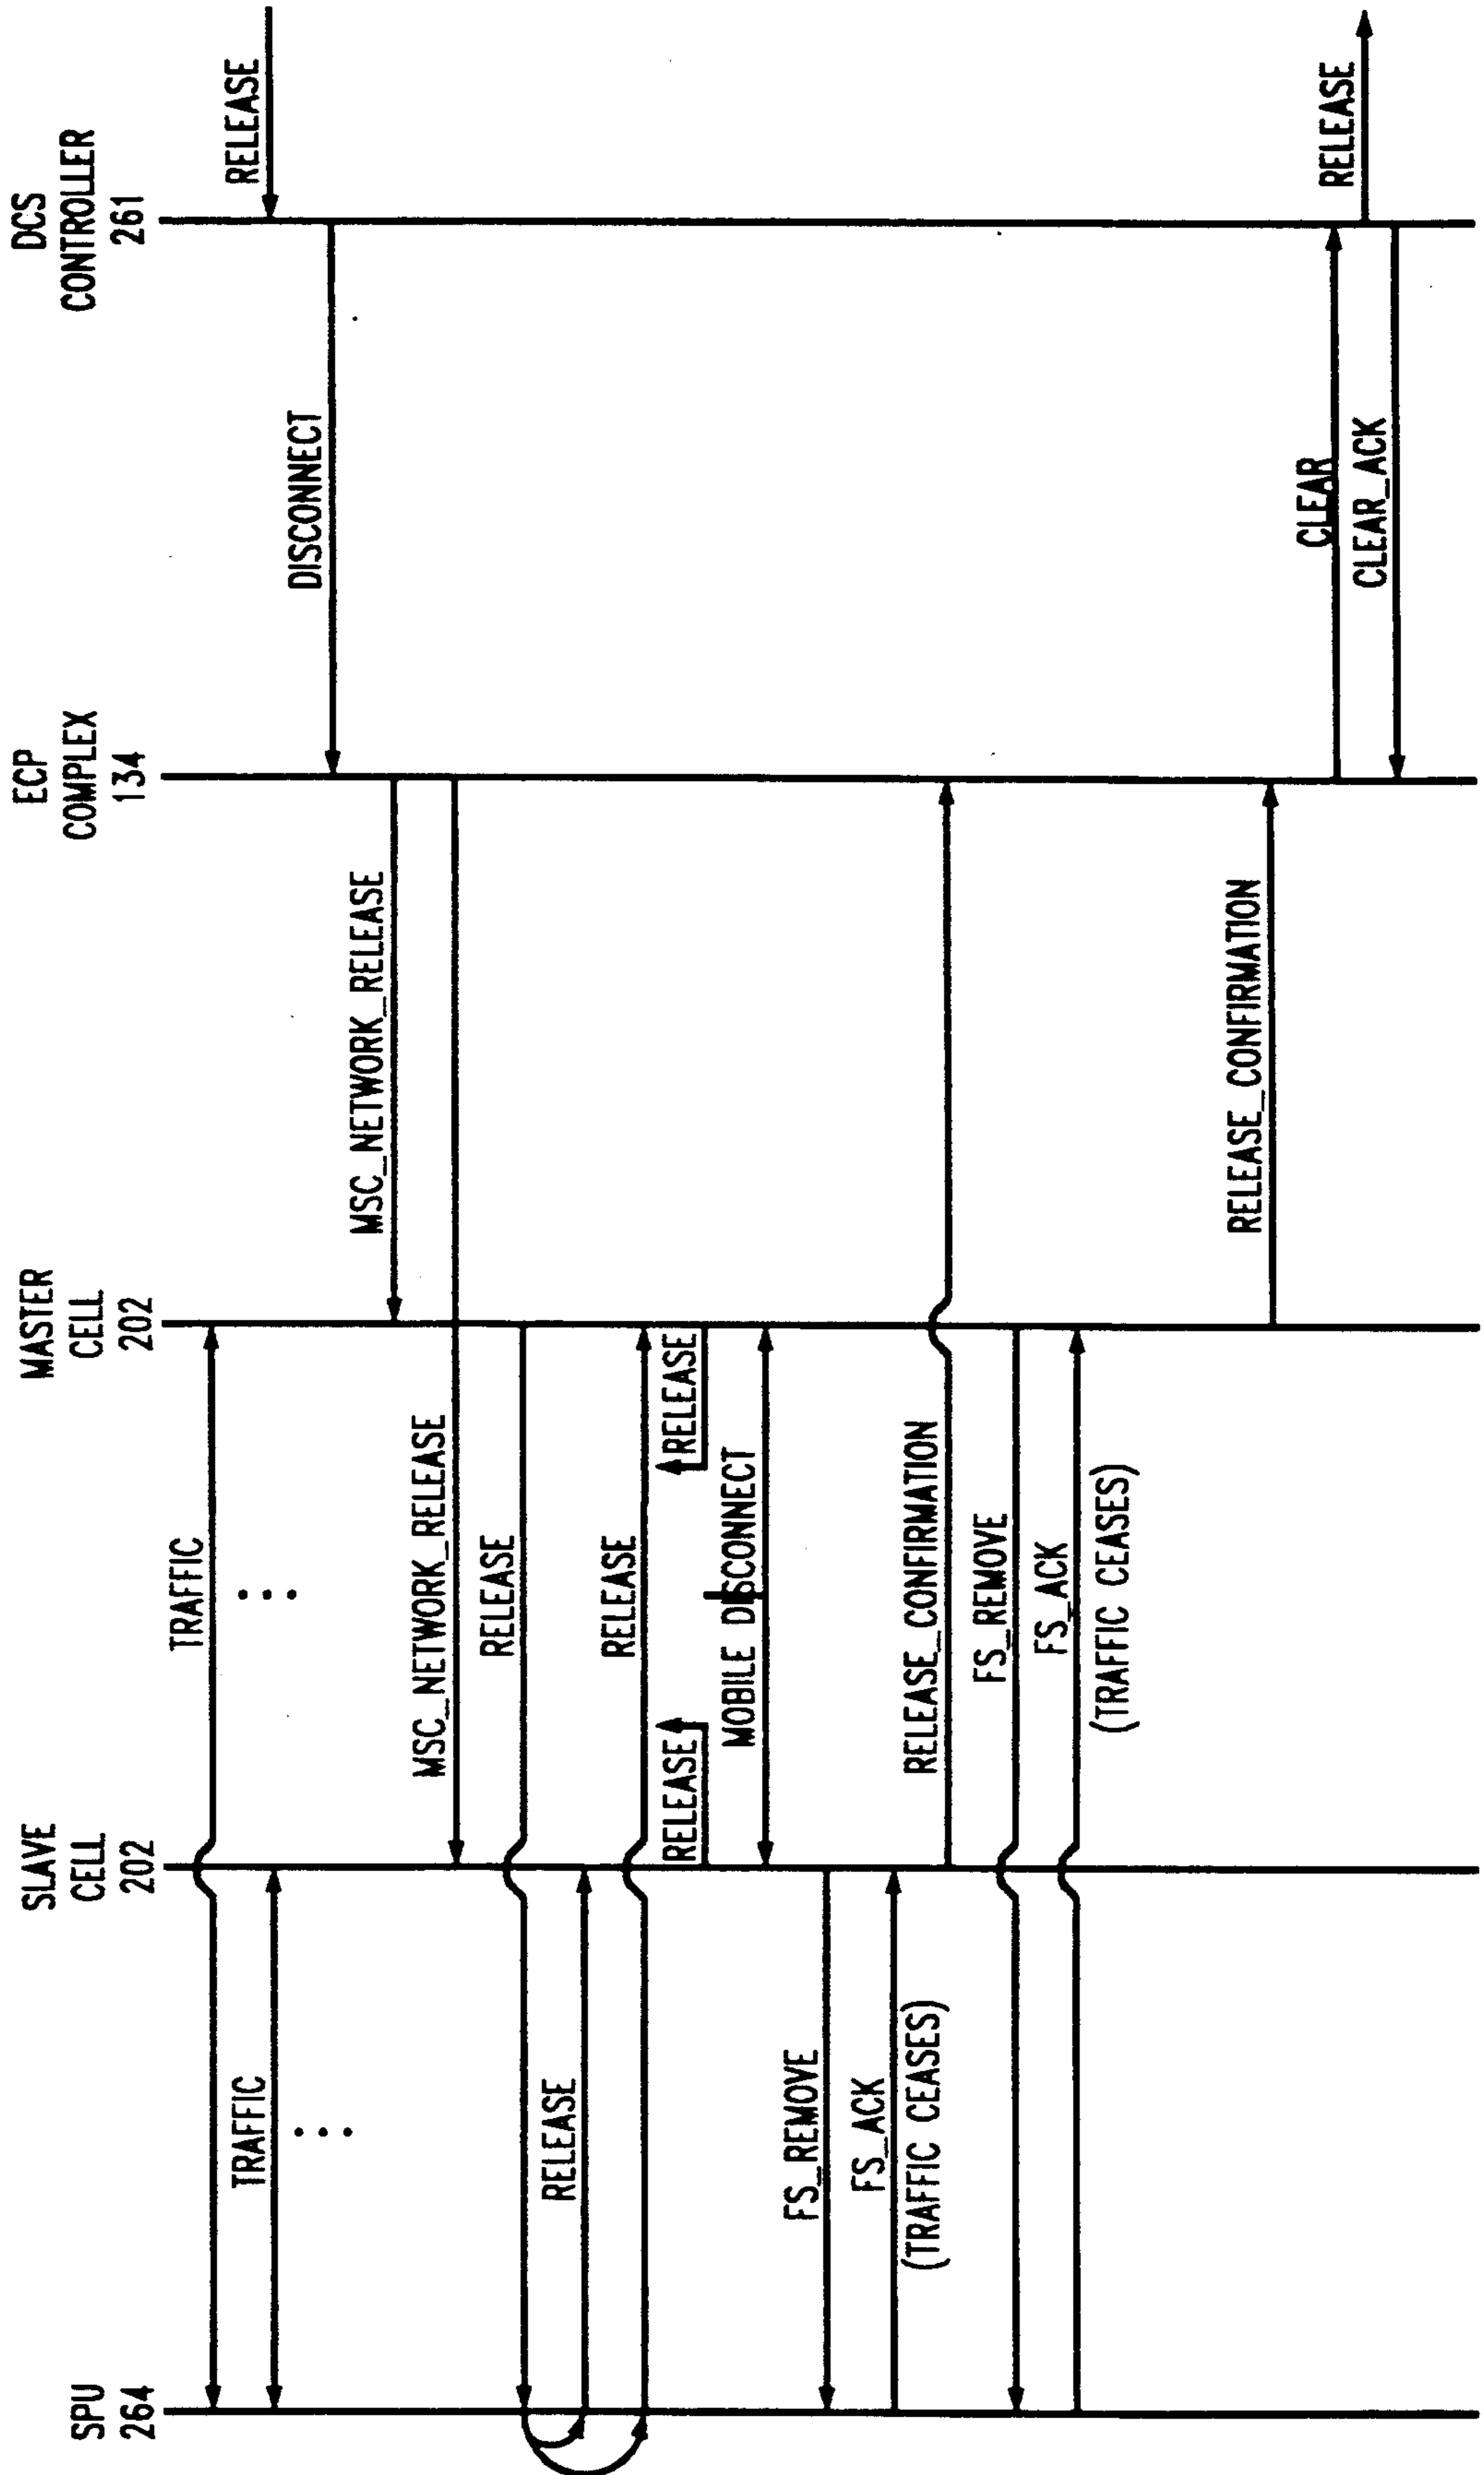 SPU
264
SLAVE
CELL
202
MASTER
CELL
202
ECP
COMPLEX
134
DCS
CONTROLLER
261
TRAFFIC
...
RELEASE
TRAFFIC
...
DISCONNECT
MSC_NETWORK_RELEASE
MSC_NETWORK_RELEASE
RELEASE
RELEASE
RELEASE
RELEASE
RELEASE
MOBILE DISCONNECT
FS_REMOVE
FS_ACK
(TRAFFIC CEASES)
RELEASE_CONFIRMATION
FS_REMOVE
FS_ACK
(TRAFFIC CEASES)
RELEASE_CONFIRMATION
CLEAR
RELEASE
CLEAR_ACK